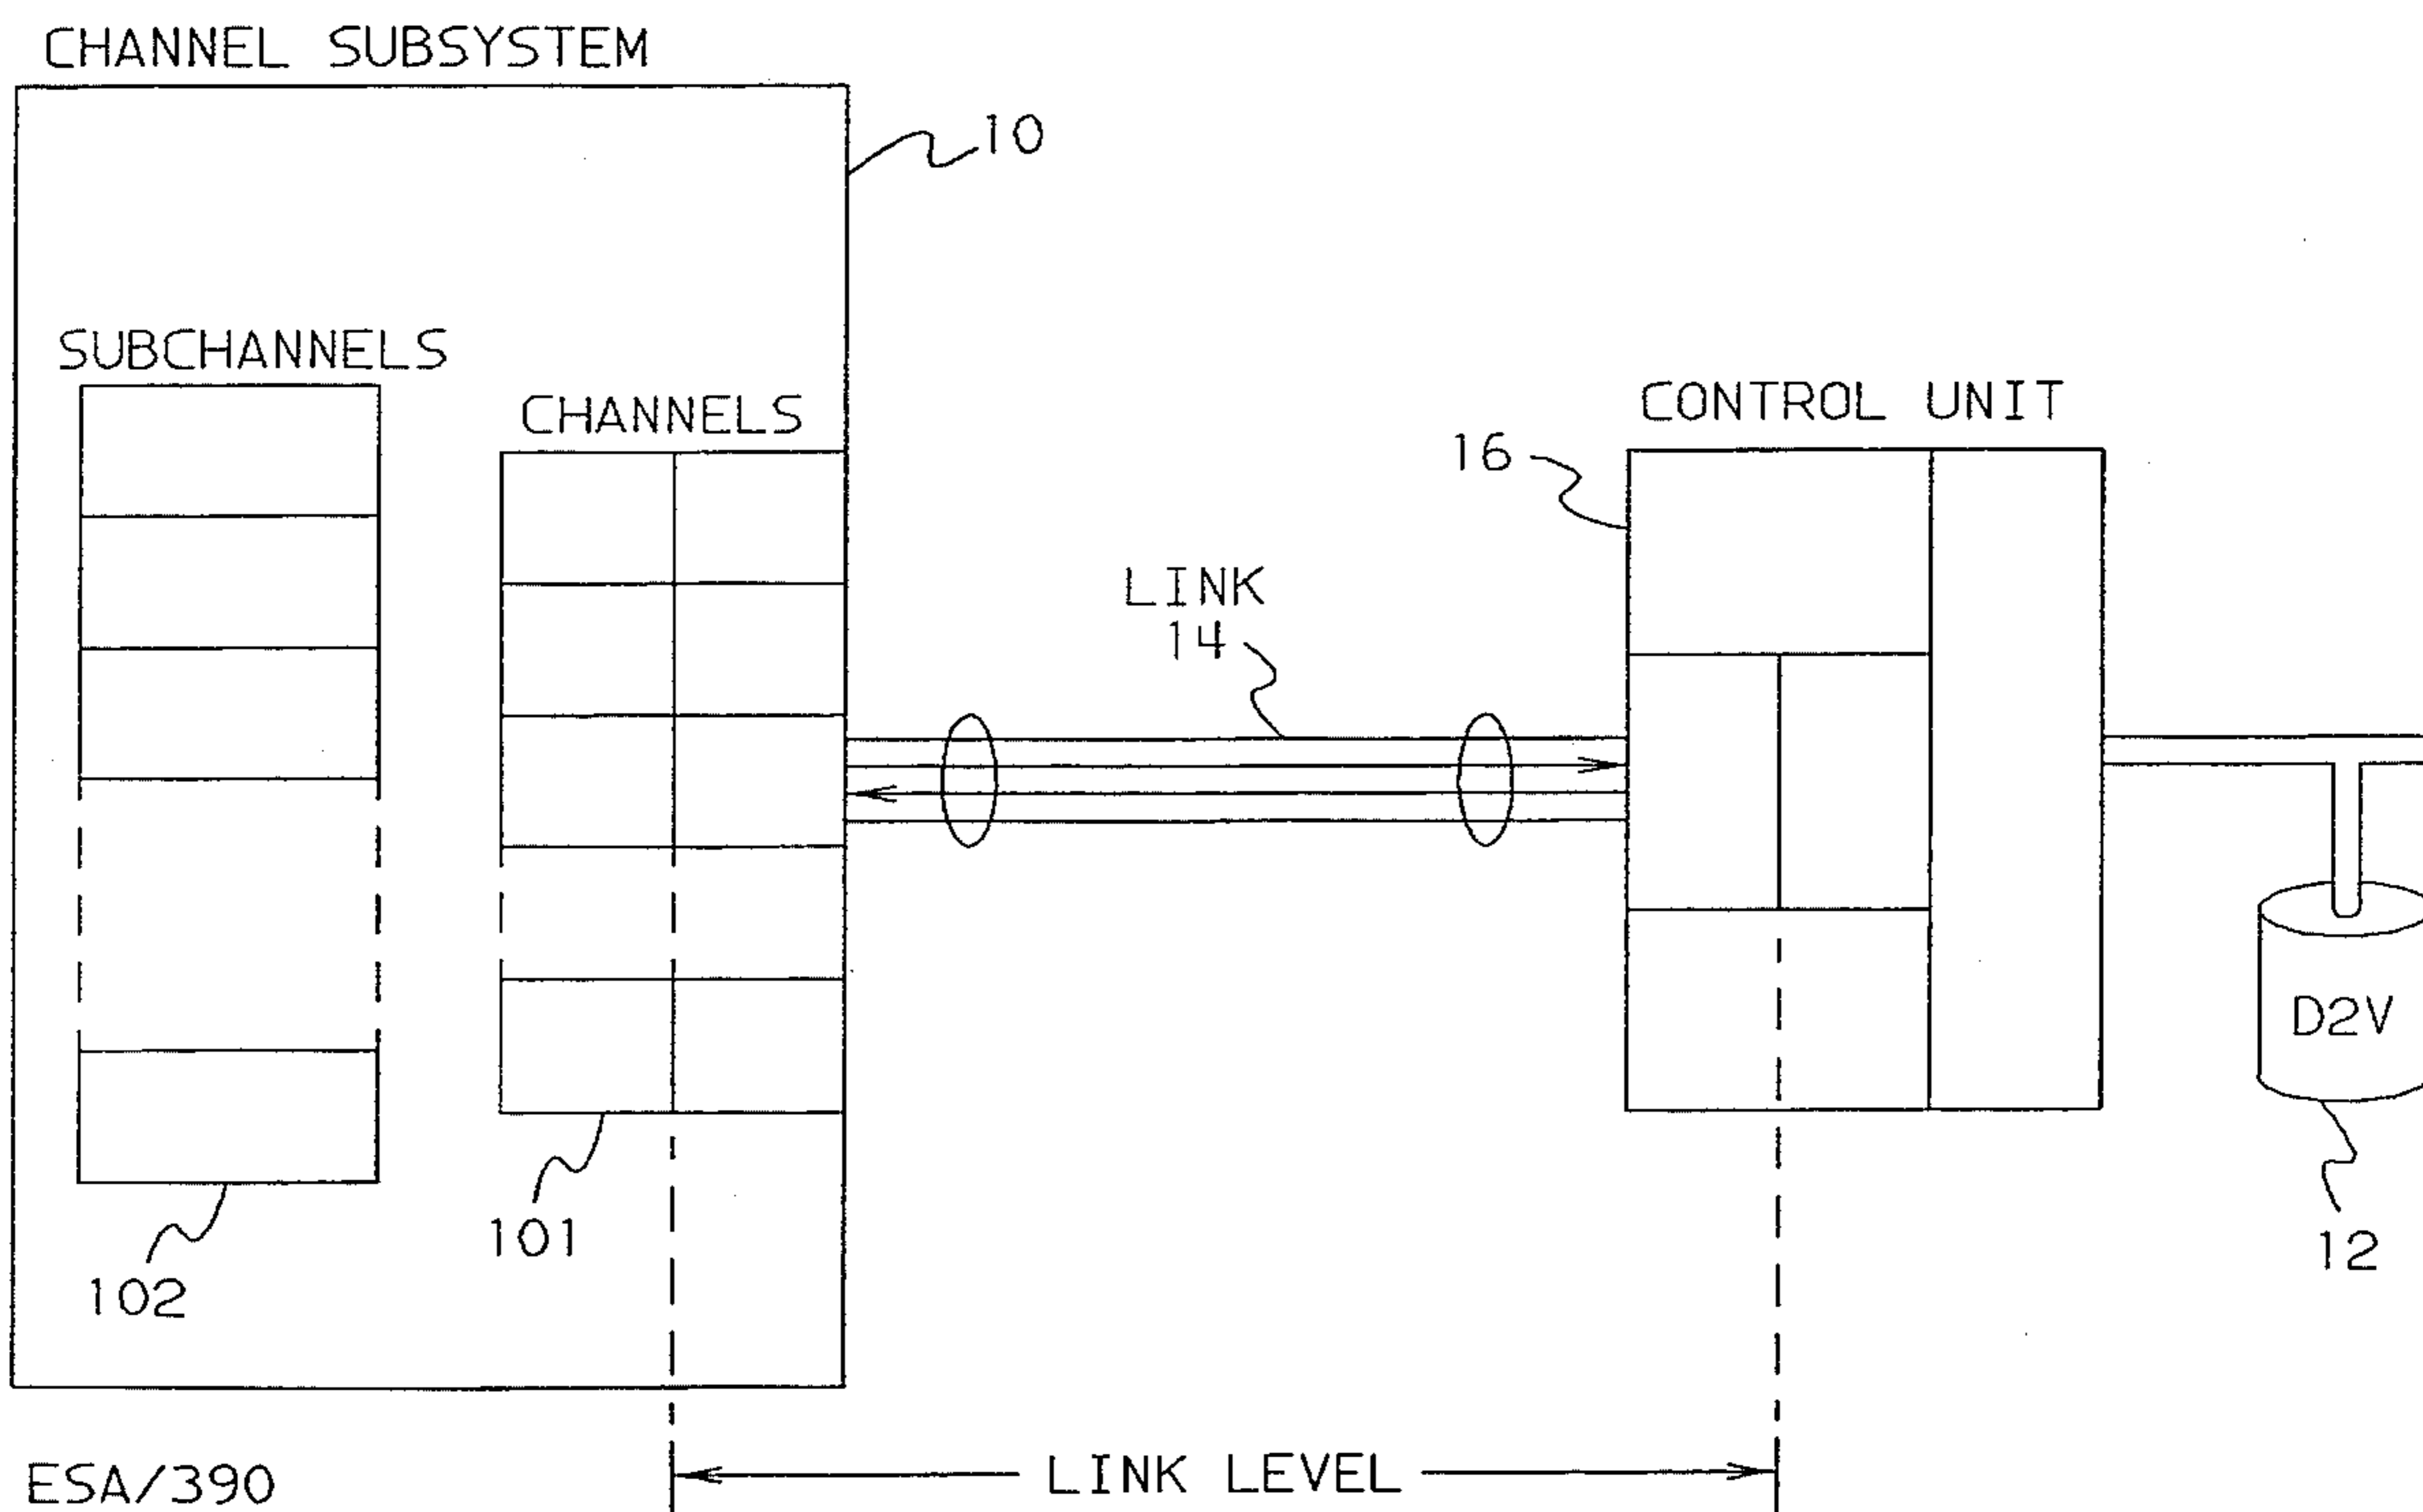 CHANNEL SUBSYSTEM
10
SUBCHANNELS
CHANNELS
CONTROL UNIT
16
LINK
14
D2V
101
102
12
LINK LEVEL
ESA/390